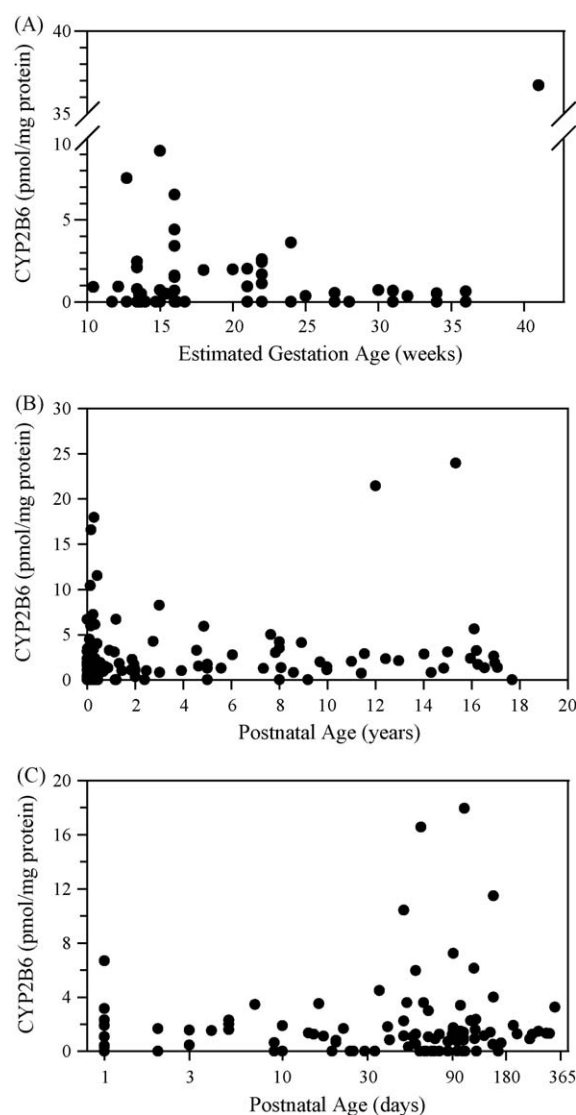 (A)
40
35
10
5
0
CYP2B6 (pmol/mg protein)
10 15 20 25 30 35 40
Estimated Gestation Age (weeks)
(B)
30
25
20
15
10
5
0
CYP2B6 (pmol/mg protein)
0 2 4 6 8 10 12 14 16 18 20
Postnatal Age (years)
(C)
20
16
12
8
4
0
CYP2B6 (pmol/mg protein)
1 3 10 30 90 180 365
Postnatal Age (days)